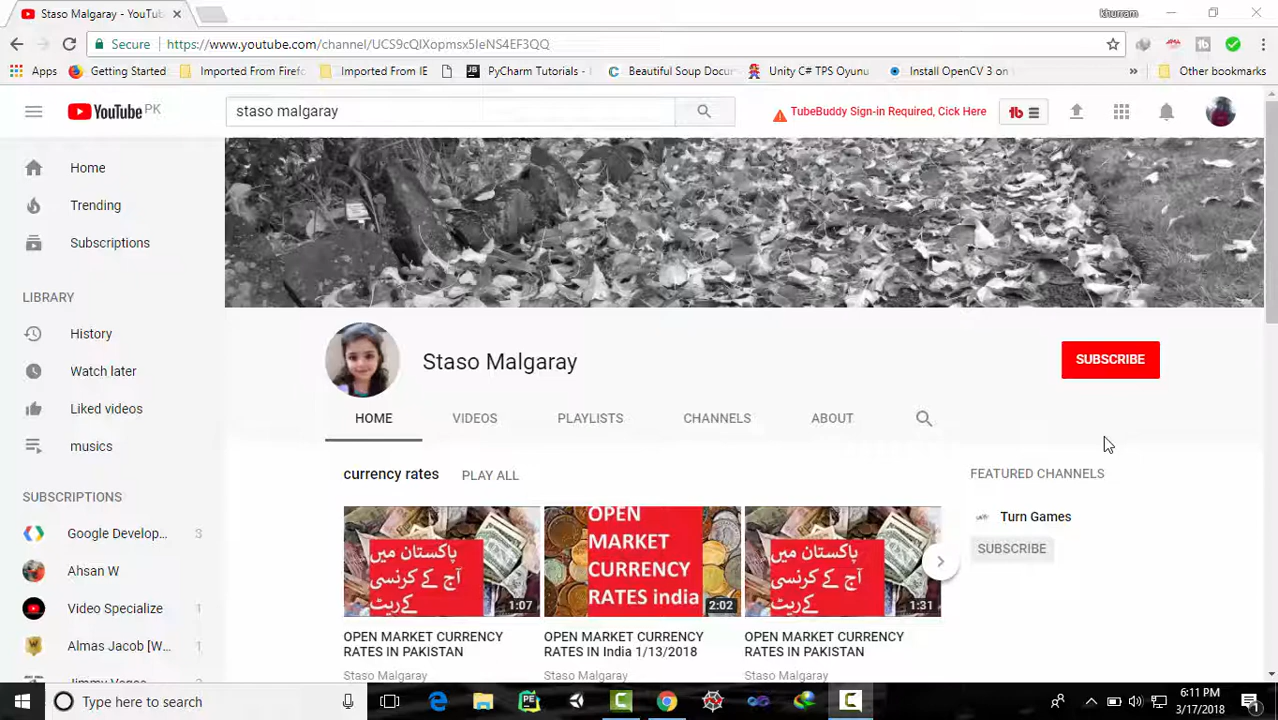 Staso Malgaray - YouTu
khurram
Secure
https://www.youtube.com/channel/UCS9cQIXopmsx5IeNS4EF3QQ
Apps
Getting Started
Imported From Firefo
Imported From IE
PyCharm Tutorials -
Beautiful Soup Docu
Unity C# TPS Oyunu
Install OpenCV 3 on
»
Other bookmarks
YouTube PK
staso malgaray
TubeBuddy Sign-in Required, Click Here
Home
Trending
Subscriptions
LIBRARY
History
Watch later
Liked videos
musics
SUBSCRIPTIONS
Google Develop... 3
Ahsan W
Video Specialize 1
Almas Jacob [W... 1
Staso Malgaray
SUBSCRIBE
HOME
VIDEOS
PLAYLISTS
CHANNELS
ABOUT
currency rates
PLAY ALL
FEATURED CHANNELS
Turn Games
SUBSCRIBE
پاکستان میں
آج کے کرنسی
کےریٹ
1:07
OPEN
MARKET
CURRENCY
RATES india
2:02
پاکستان میں
آج کے کرنسی
کےریٹ
1:31
OPEN MARKET CURRENCY
RATES IN PAKISTAN
Staso Malgaray
OPEN MARKET CURRENCY
RATES IN India 1/13/2018
Staso Malgaray
OPEN MARKET CURRENCY
RATES IN PAKISTAN
Staso Malgaray
Type here to search
6:11 PM
3/17/2018